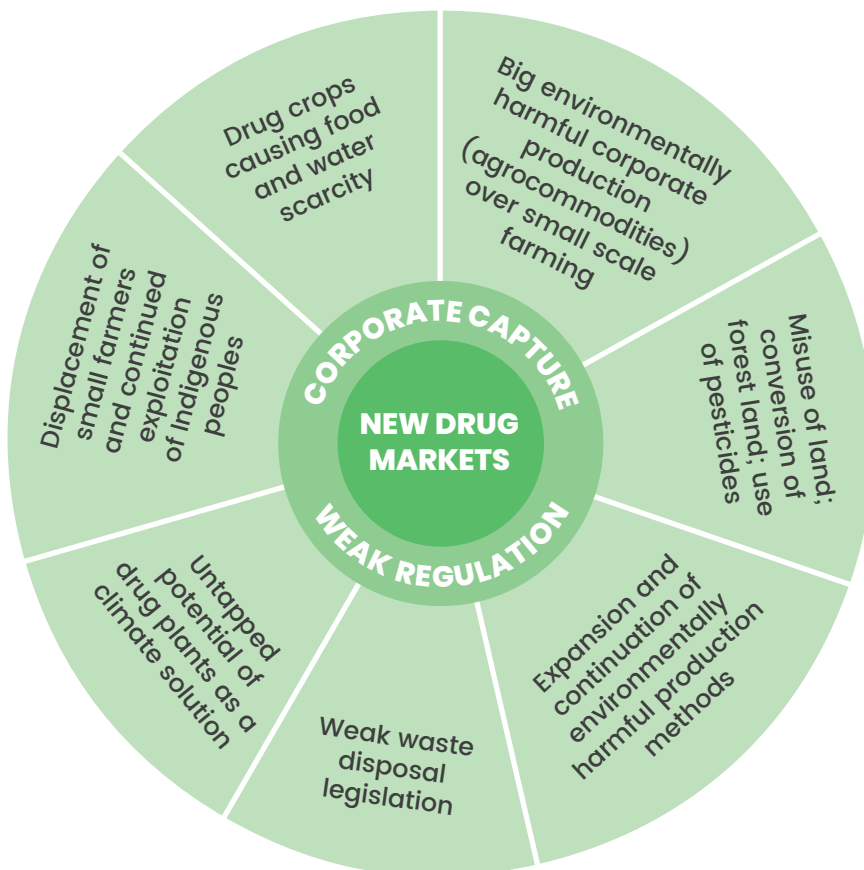 Drug crops
causing food
and water
scarcity
Big environmentally
harmful corporate
production
(agrocommodities)
over small scale
farming
Misuse of land;
conversion of
forest land; use
of pesticides
Expansion and
continuation of
environmentally
harmful production
methods
Weak waste
disposal
legislation
Untapped
potential of
drug plants as a
climate solution
Displacement of
small farmers
and continued
exploitation
of Indigenous
peoples
CORPORATE CAPTURE
NEW DRUG
MARKETS
WEAK REGULATION